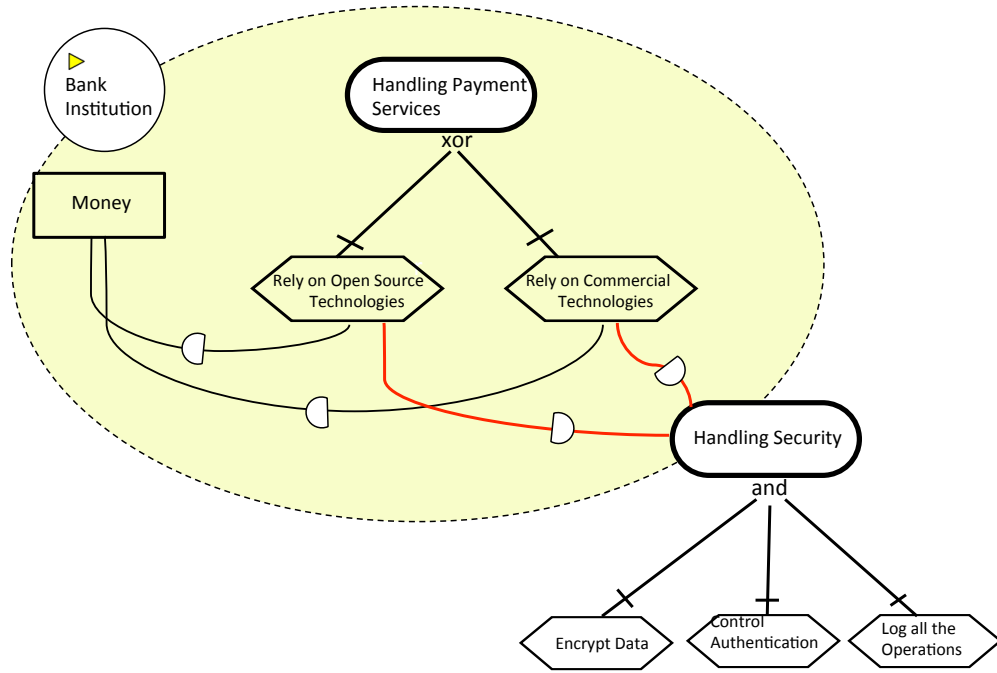 Bank
Institution
Handling Payment
Services
xor
Money
Rely on Open Source
Technologies
Rely on Commercial
Technologies
Handling Security
and
Encrypt Data
Control
Authentication
Log all the
Operations